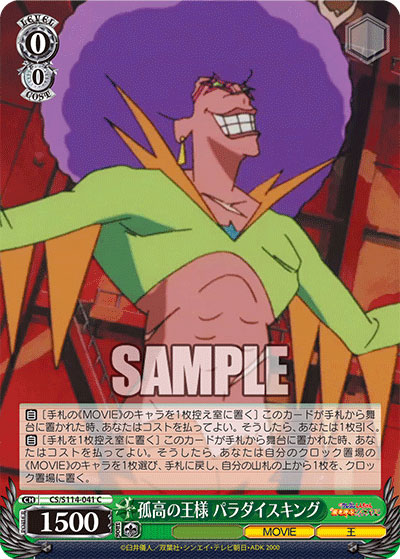 LEVEL
0
0
COST
SAMPLE
自［手札の《MOVIE》のキャラを1枚控え室に置く］このカードが手札から舞
台に置かれた時、あなたはコストを払ってよい。そうしたら、あなたは1枚引く。
自［手札を1枚控え室に置く］このカードが手札から舞台に置かれた時、あな
たはコストを払ってよい。そうしたら、あなたは自分のクロック置場の
《MOVIE》のキャラを1枚選び、手札に戻し、自分の山札の上から1枚を、ク
ロック置場に置く。
CH CS/S114-041 C
1500
孤高の王様 パラダイスキング
MOVIE 王
©臼井儀人／双葉社・シンエイ・テレビ朝日・ADK 2000